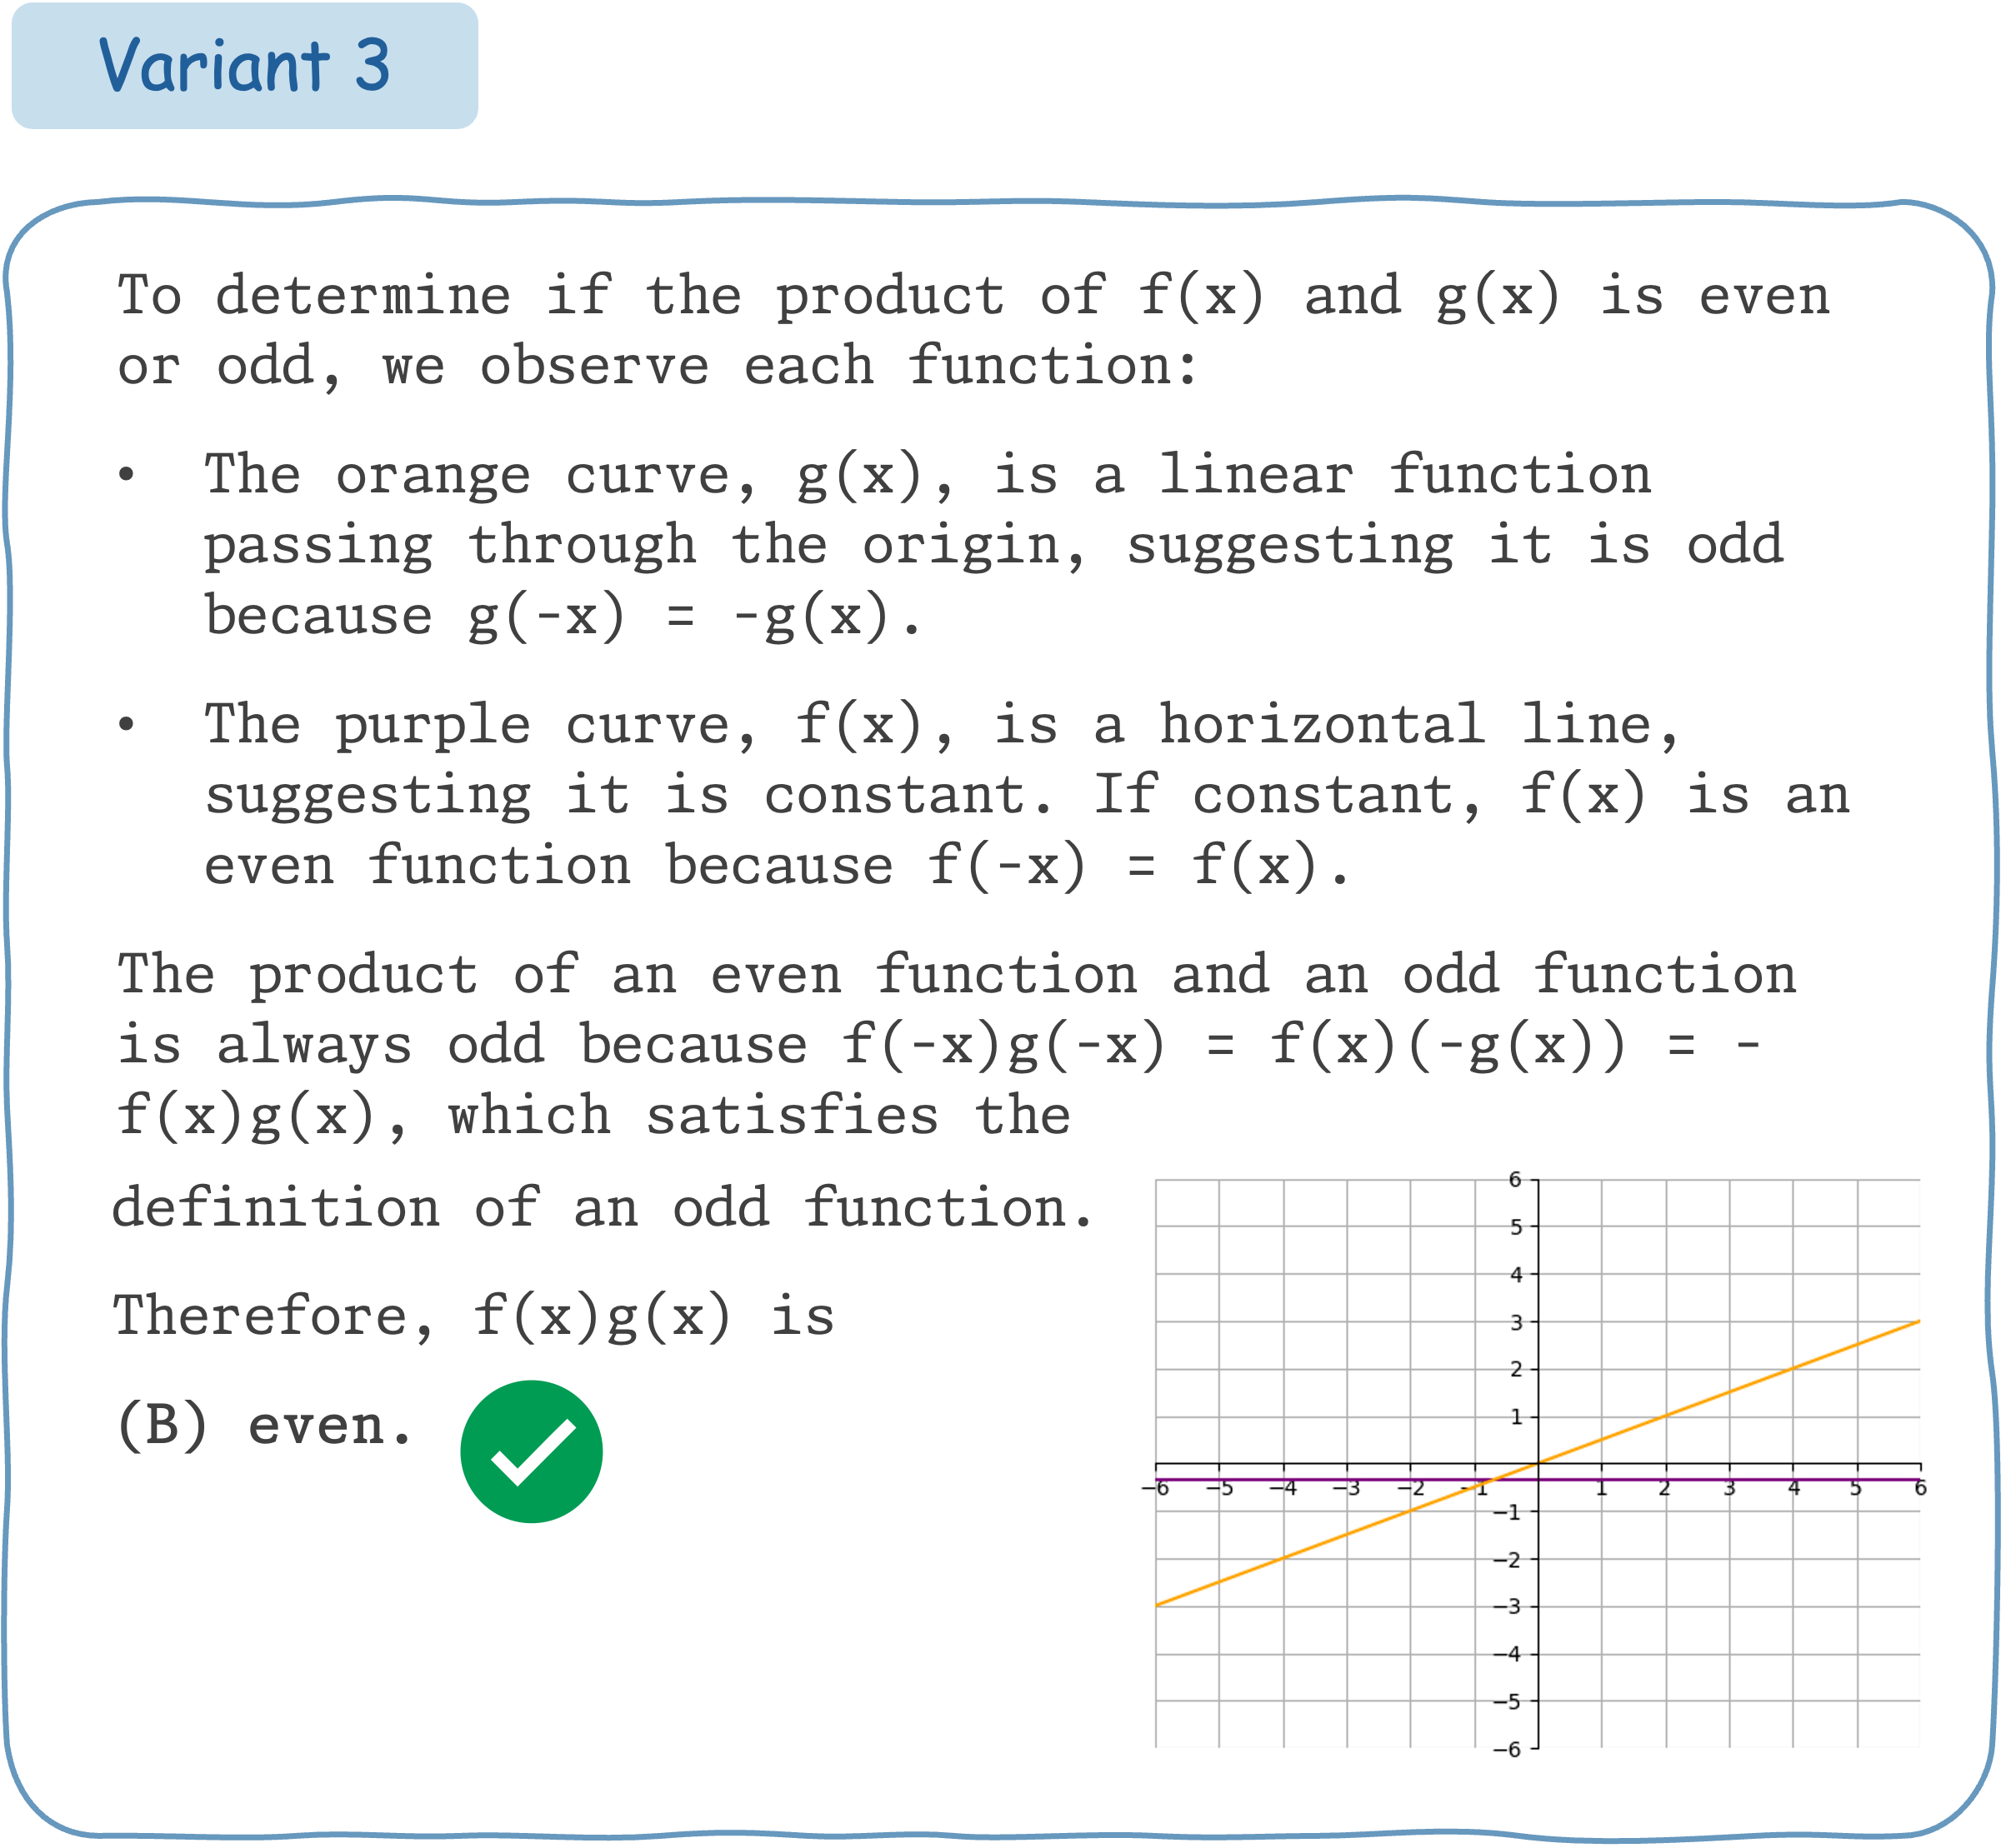 Variant 3
To determine if the product of f(x) and g(x) is even
or odd, we observe each function:
• The orange curve, g(x), is a linear function
passing through the origin, suggesting it is odd
because g(-x) = -g(x).
• The purple curve, f(x), is a horizontal line,
suggesting it is constant. If constant, f(x) is an
even function because f(-x) = f(x).
The product of an even function and an odd function
is always odd because f(-x)g(-x) = f(x)(-g(x)) = -
f(x)g(x), which satisfies the
definition of an odd function.
Therefore, f(x)g(x) is
(B) even.
6
5
4
3
2
1
−6 −5 −4 −3 −2 −1 1 2 3 4 5 6
−1
−2
−3
−4
−5
−6